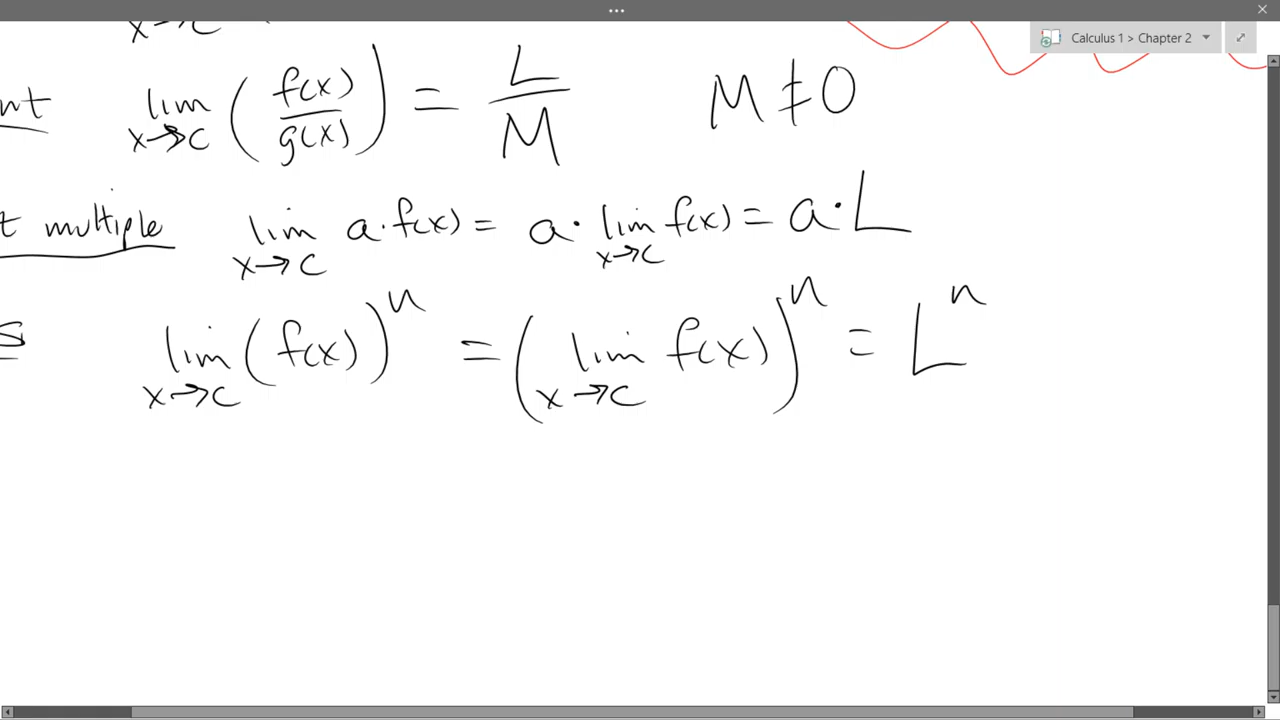 Calculus 1 > Chapter 2
x→c
nt lim x→c (f(x)/g(x)) = L/M M ≠ 0
t multiple lim x→c a·f(x) = a· lim x→c f(x) = a·L
s lim x→c (f(x))^n = (lim x→c f(x))^n = L^n